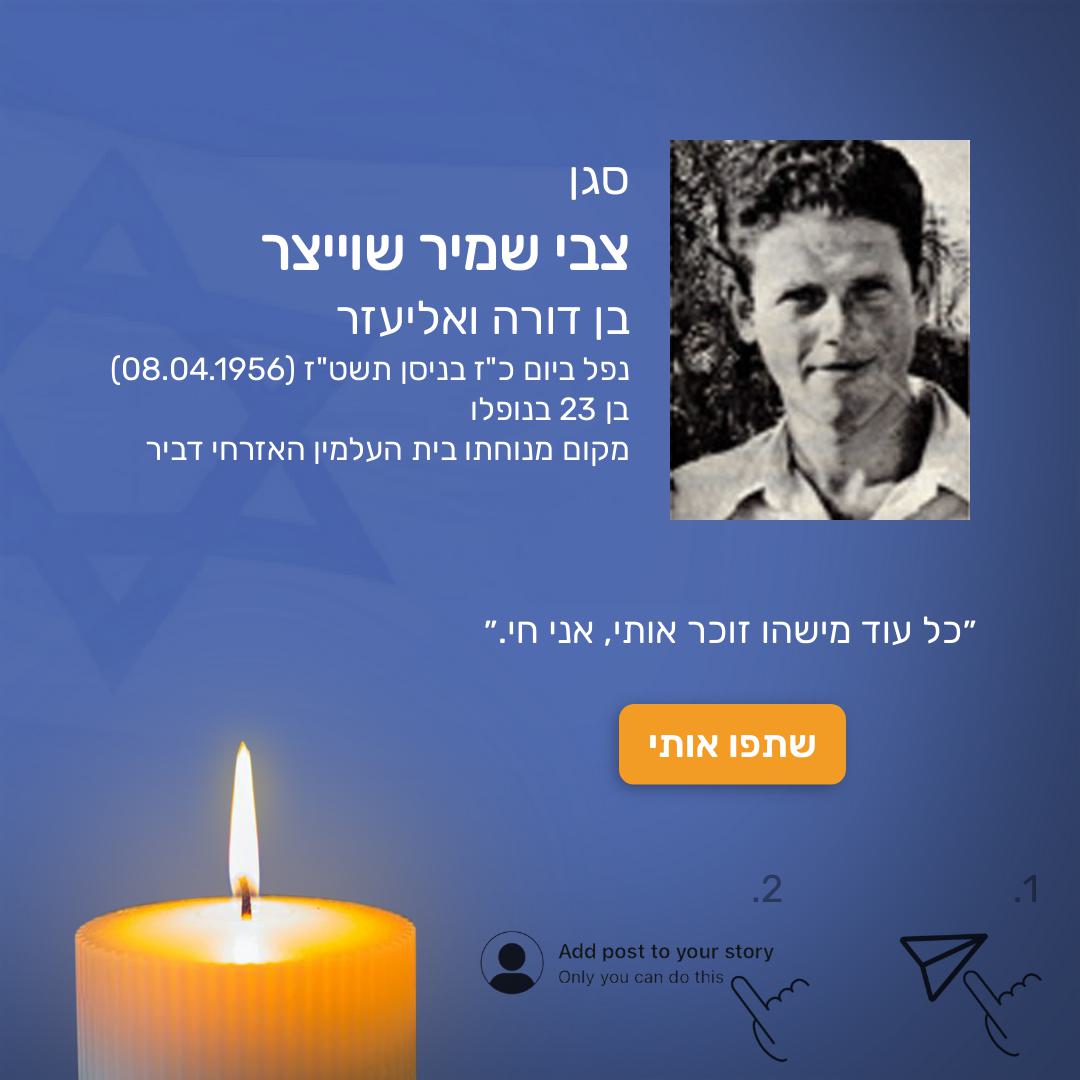 סגן
צבי שמיר שוייצר
בן דורה ואליעזר
נפל ביום כ"ז בניסן תשט"ז (08.04.1956)
בן 23 בנופלו
מקום מנוחתו בית העלמין האזרחי דביר
״כל עוד מישהו זוכר אותי, אני חי.״
שתפו אותי
.1
.2
Add post to your story
Only you can do this